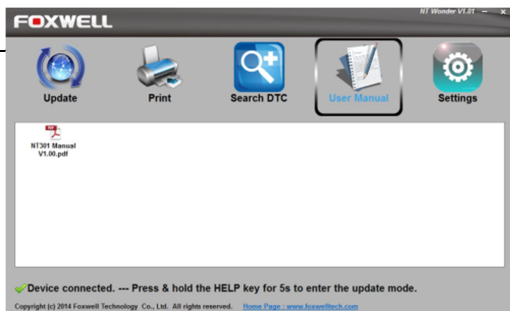 NT Wonder V1.01
FOXWELL
Update
Print
Search DTC
User Manual
Settings
NT301 Manual
V1.00.pdf
Device connected. --- Press & hold the HELP key for 5s to enter the update mode.
Copyright (c) 2014 Foxwell Technology Co., Ltd. All rights reserved. Home Page : www.foxwelltech.com